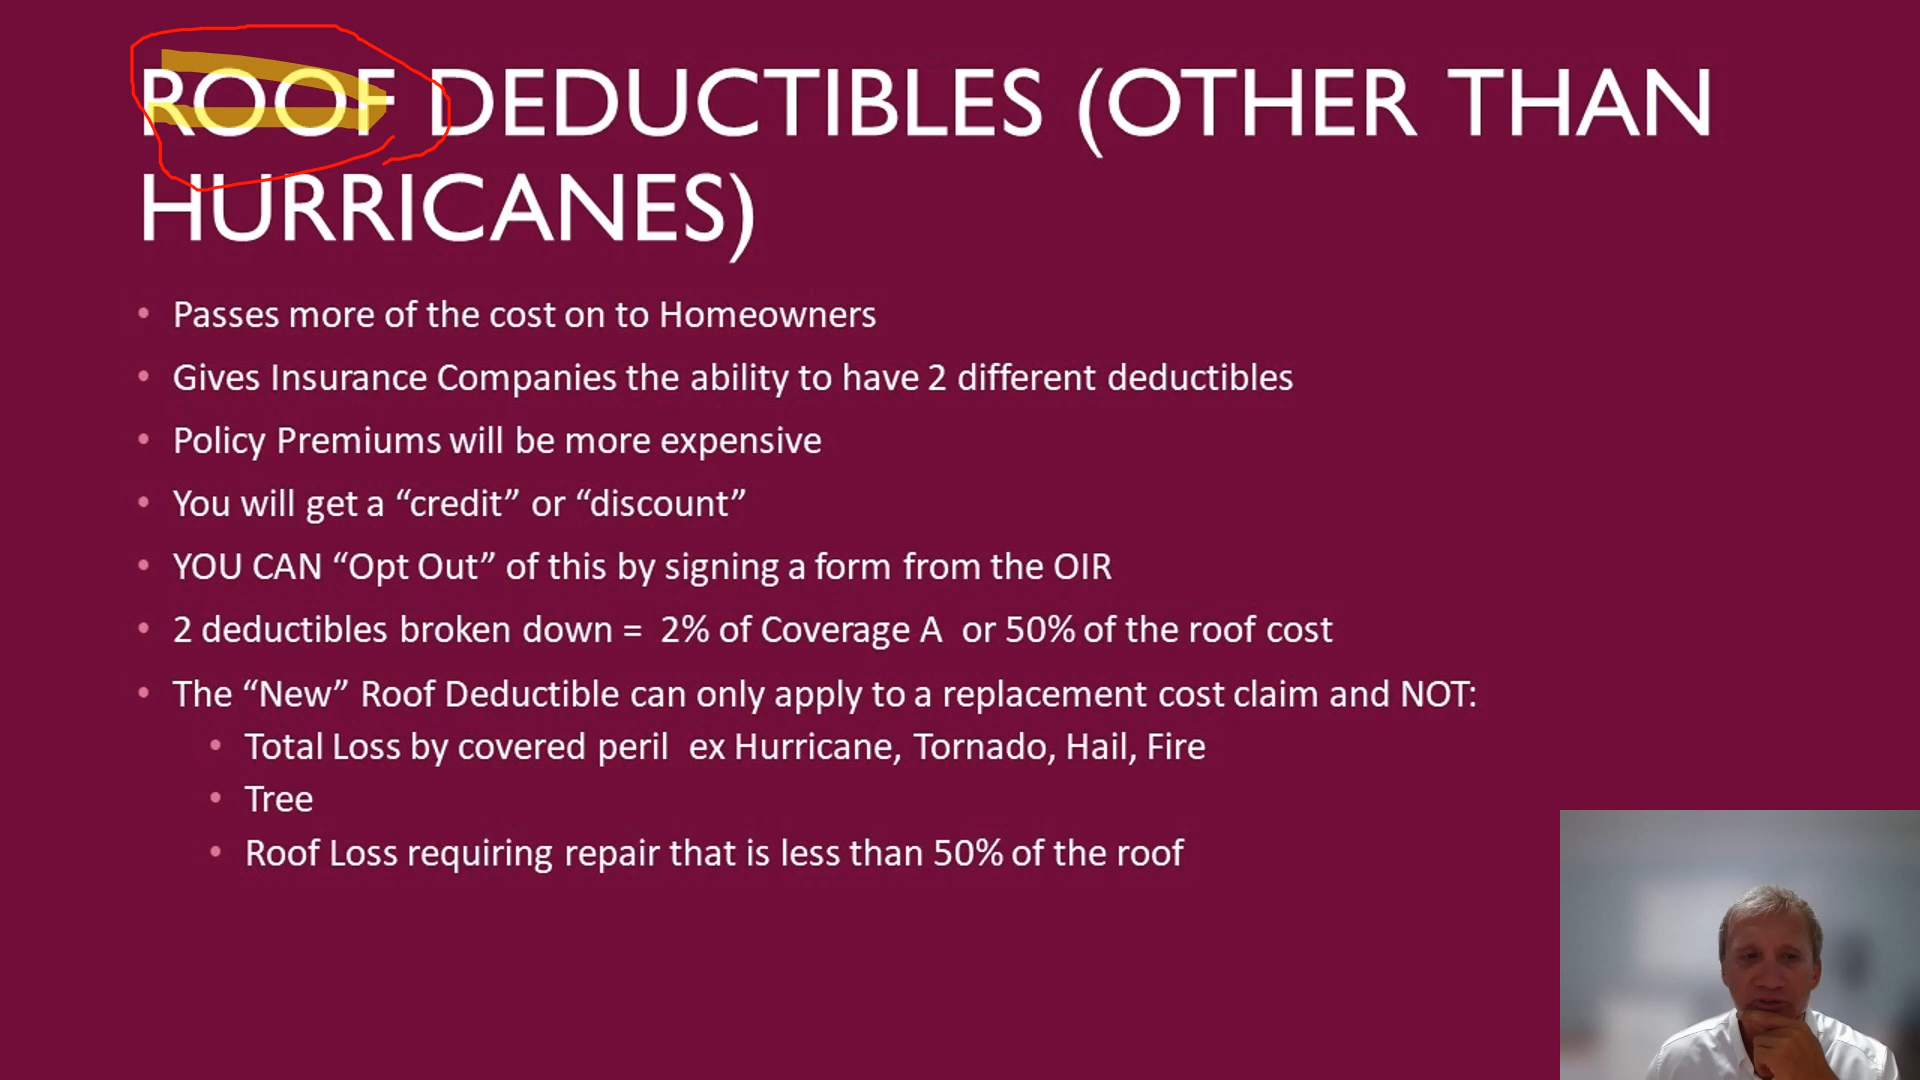 ROOF DEDUCTIBLES (OTHER THAN
HURRICANES)
• Passes more of the cost on to Homeowners
• Gives Insurance Companies the ability to have 2 different deductibles
• Policy Premiums will be more expensive
• You will get a “credit” or “discount”
• YOU CAN “Opt Out” of this by signing a form from the OIR
• 2 deductibles broken down = 2% of Coverage A or 50% of the roof cost
• The “New” Roof Deductible can only apply to a replacement cost claim and NOT:
• Total Loss by covered peril ex Hurricane, Tornado, Hail, Fire
• Tree
• Roof Loss requiring repair that is less than 50% of the roof